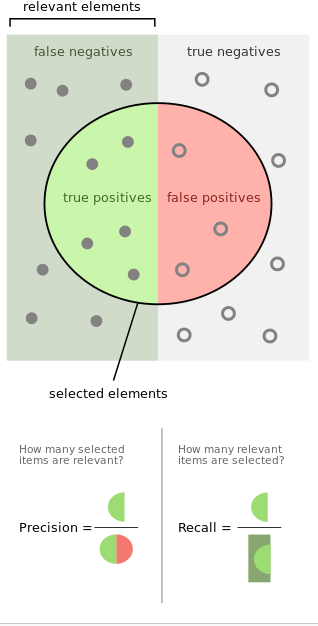 relevant elements
false negatives
true negatives
true positives
false positives
selected elements
How many selected
items are relevant?
How many relevant
items are selected?
Precision =
Recall =